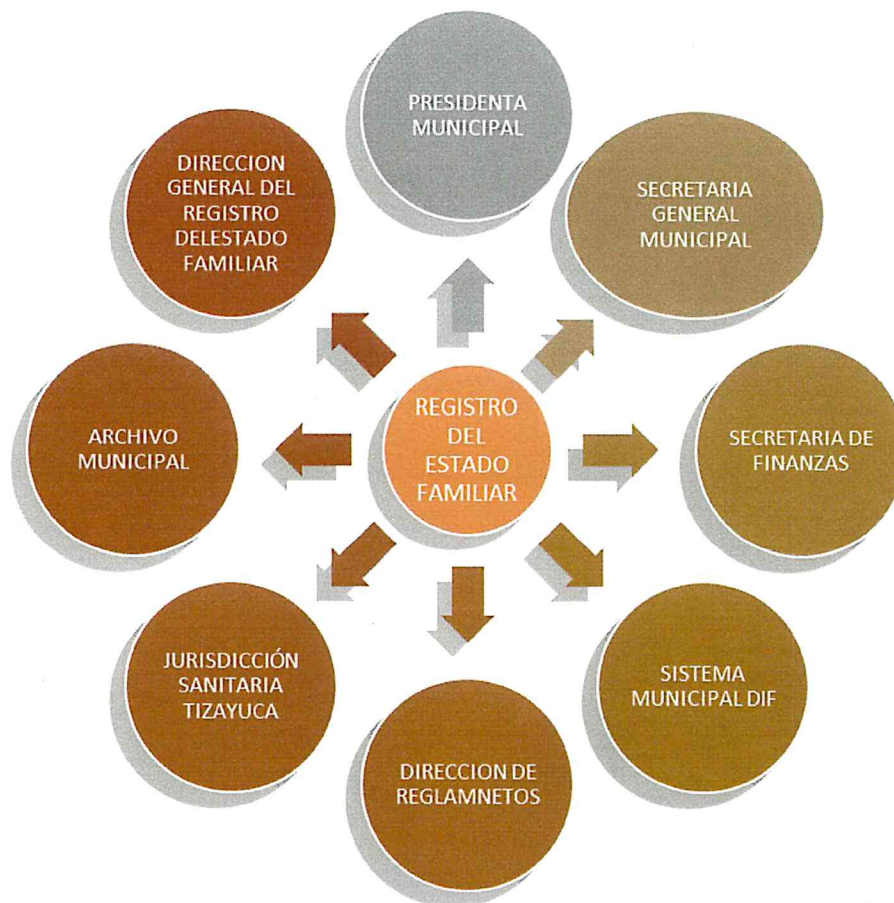 PRESIDENTA
MUNICIPAL
SECRETARIA
GENERAL
MUNICIPAL
SECRETARIA DE
FINANZAS
SISTEMA
MUNICIPAL DIF
DIRECCION DE
REGLAMNETOS
JURISDICCIÓN
SANITARIA
TIZAYUCA
ARCHIVO
MUNICIPAL
DIRECCION
GENERAL DEL
REGISTRO
DELESTADO
FAMILIAR
REGISTRO
DEL
ESTADO
FAMILIAR